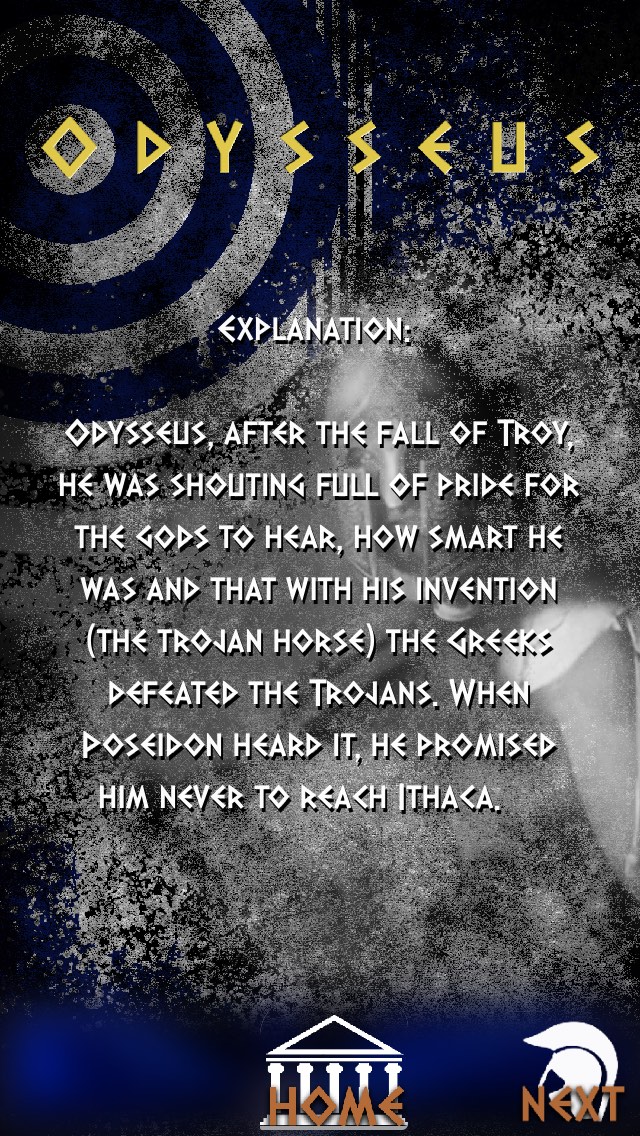 Odysseus
Explanation:
Odysseus, after the fall of Troy,
he was shouting full of pride for
the gods to hear, how smart he
was and that with his invention
(the trojan horse) the Greeks
defeated the Trojans. When
Poseidon heard it, he promised
him never to reach Ithaca.
HOME
NEXT